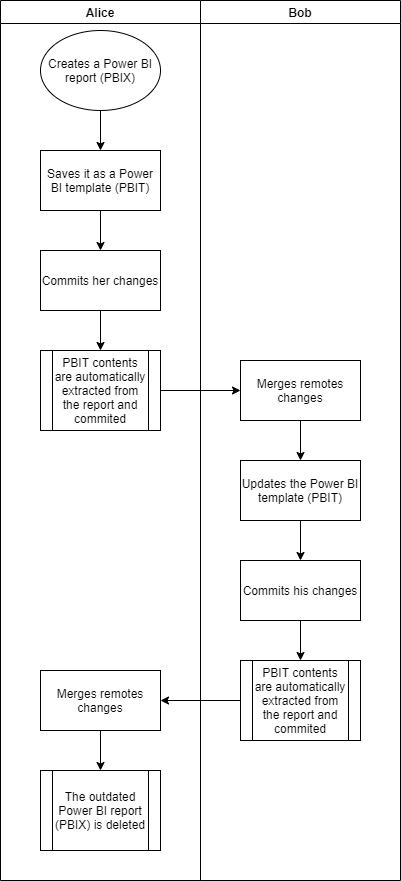 Alice
Bob
Creates a Power BI
report (PBIX)
Saves it as a Power
BI template (PBIT)
Commits her changes
PBIT contents
are automatically
extracted from
the report and
commited
Merges remotes
changes
Updates the Power BI
template (PBIT)
Commits his changes
PBIT contents
are automatically
extracted from
the report and
commited
Merges remotes
changes
The outdated
Power BI report
(PBIX) is deleted